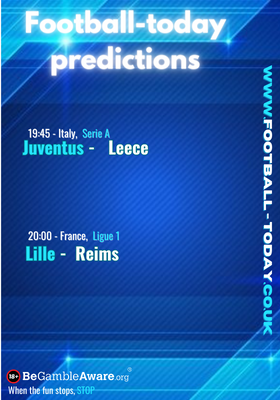 Football-today
predictions
19:45 - Italy, Serie A
Juventus - Leece
20:00 - France, Ligue 1
Lille - Reims
WWW.FOOTBALL-TODAY.CO.UK
18+ BeGambleAware.org®
When the fun stops, STOP